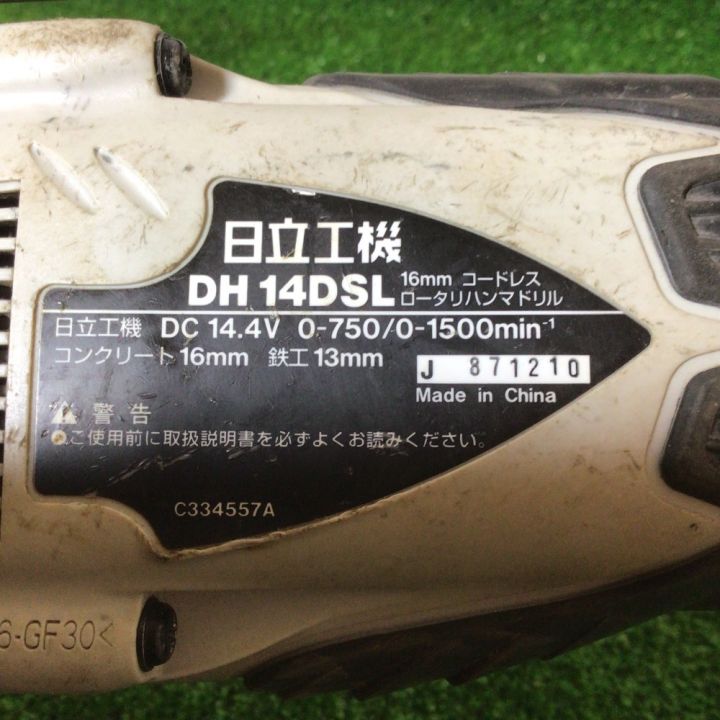 日立工機
DH 14DSL 16mm コードレス
ロータリハンマドリル
日立工機 DC 14.4V 0-750/0-1500min⁻¹
コンクリート 16mm 鉄工 13mm
J 871210
Made in China
警告
●ご使用前に取扱説明書を必ずよくお読みください。
C334557A
6-GF30<